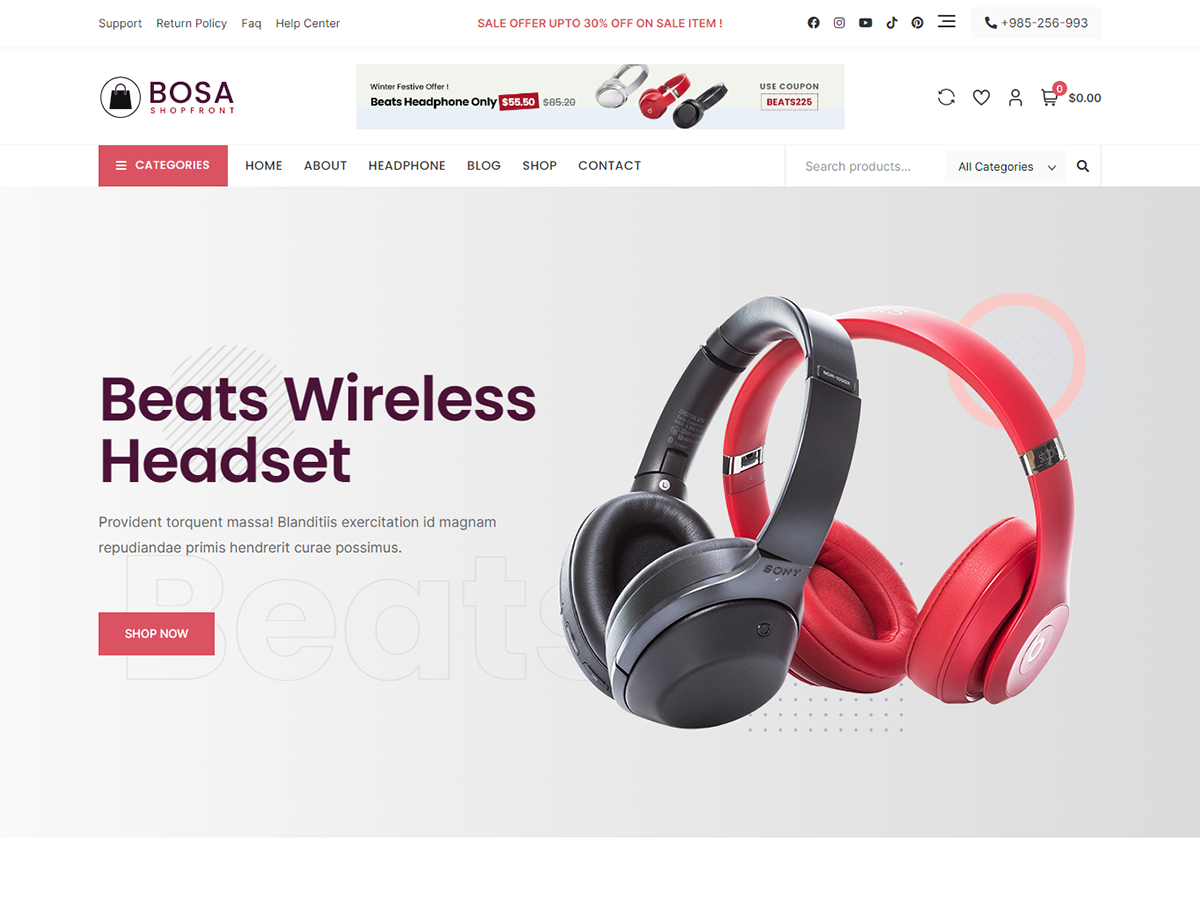 Support Return Policy Faq Help Center
SALE OFFER UPTO 30% OFF ON SALE ITEM !
+985-256-993
BOSA
SHOPFRONT
Winter Festive Offer !
Beats Headphone Only $55.50 $85.20
USE COUPON
BEATS225
0
$0.00
CATEGORIES
HOME ABOUT HEADPHONE BLOG SHOP CONTACT
Search products...
All Categories
Beats Wireless
Headset
Provident torquent massa! Blanditiis exercitation id magnam
repudiandae primis hendrerit curae possimus.
Beats
SHOP NOW
MDR-1000X
L
SONY